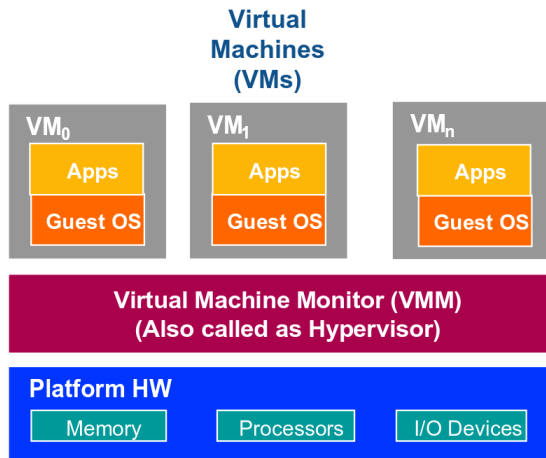 Virtual
Machines
(VMs)
VM0
VM1
VMn
Apps
Apps
Apps
Guest OS
Guest OS
Guest OS
Virtual Machine Monitor (VMM)
(Also called as Hypervisor)
Platform HW
Memory
Processors
I/O Devices